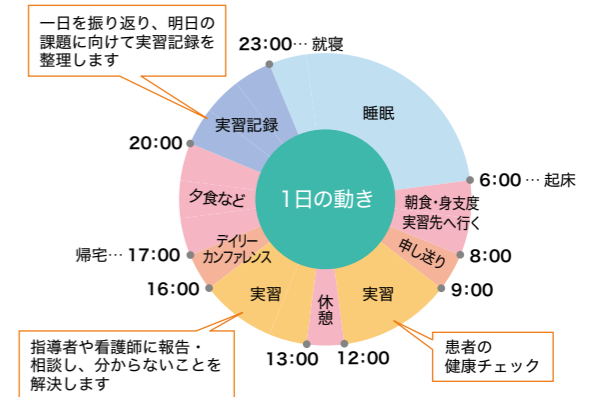 一日を振り返り、明日の
課題に向けて実習記録を
整理します
23:00… 就寝
睡眠
実習記録
20:00
6:00 … 起床
1日の動き
夕食など
朝食・身支度
実習先へ行く
帰宅… 17:00
デイリー
カンファレンス
申し送り
8:00
16:00
9:00
実習
休憩
実習
13:00
12:00
指導者や看護師に報告・
相談し、分からないことを
解決します
患者の
健康チェック